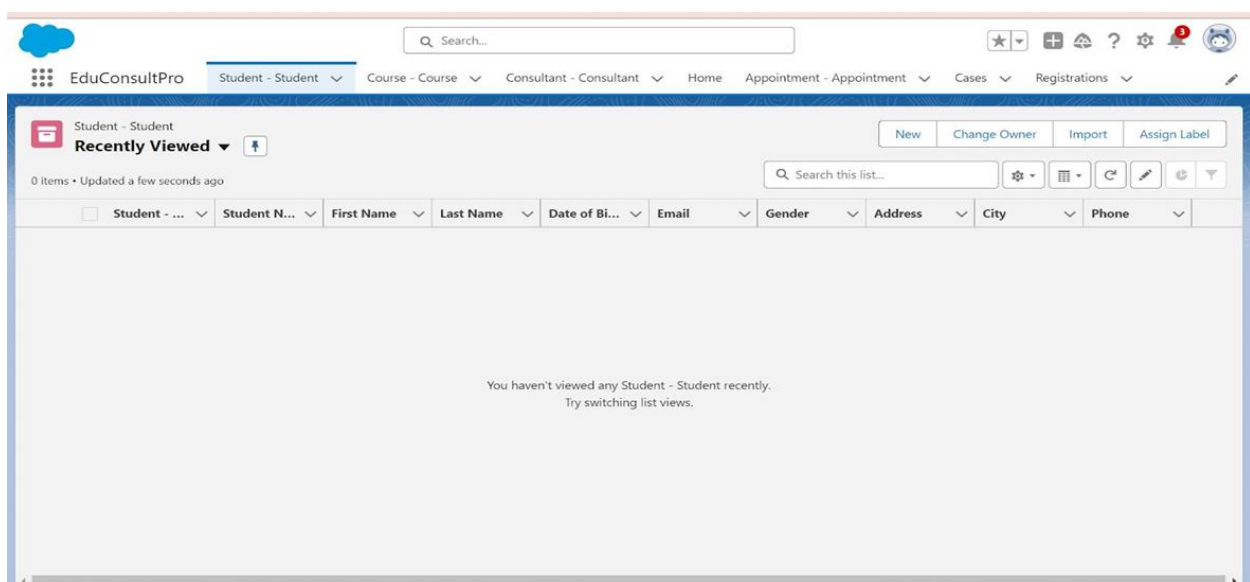 Search...
3
EduConsultPro Student - Student Course - Course Consultant - Consultant Home Appointment - Appointment Cases Registrations
Student - Student
Recently Viewed
New Change Owner Import Assign Label
0 items • Updated a few seconds ago
Search this list...
Student - ... Student N... First Name Last Name Date of Bi... Email Gender Address City Phone
You haven't viewed any Student - Student recently.
Try switching list views.